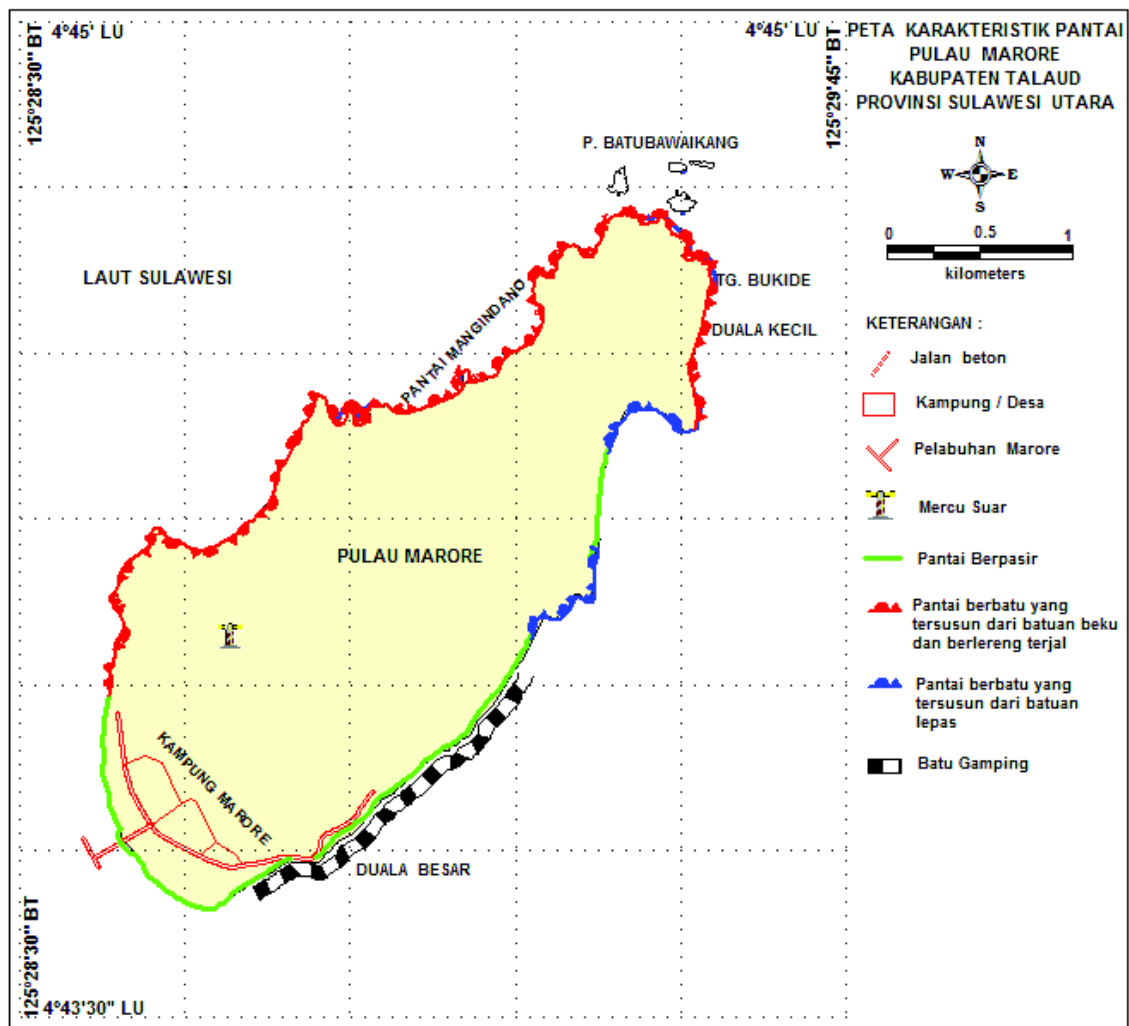 4°45' LU
4°45' LU
125°28'30'' BT
125°29'45'' BT
PETA KARAKTERISTIK PANTAI
PULAU MARORE
KABUPATEN TALAUD
PROVINSI SULAWESI UTARA
N
W
E
S
0
0.5
1
kilometers
P. BATUBAWAIKANG
LAUT SULAWESI
TG. BUKIDE
DUALA KECIL
PANTAI MANGINDANO
PULAU MARORE
KAMPUNG MARORE
DUALA BESAR
KETERANGAN :
Jalan beton
Kampung / Desa
Pelabuhan Marore
Mercu Suar
Pantai Berpasir
Pantai berbatu yang
tersusun dari batuan beku
dan berlereng terjal
Pantai berbatu yang
tersusun dari batuan
lepas
Batu Gamping
125°28'30'' BT
4°43'30" LU